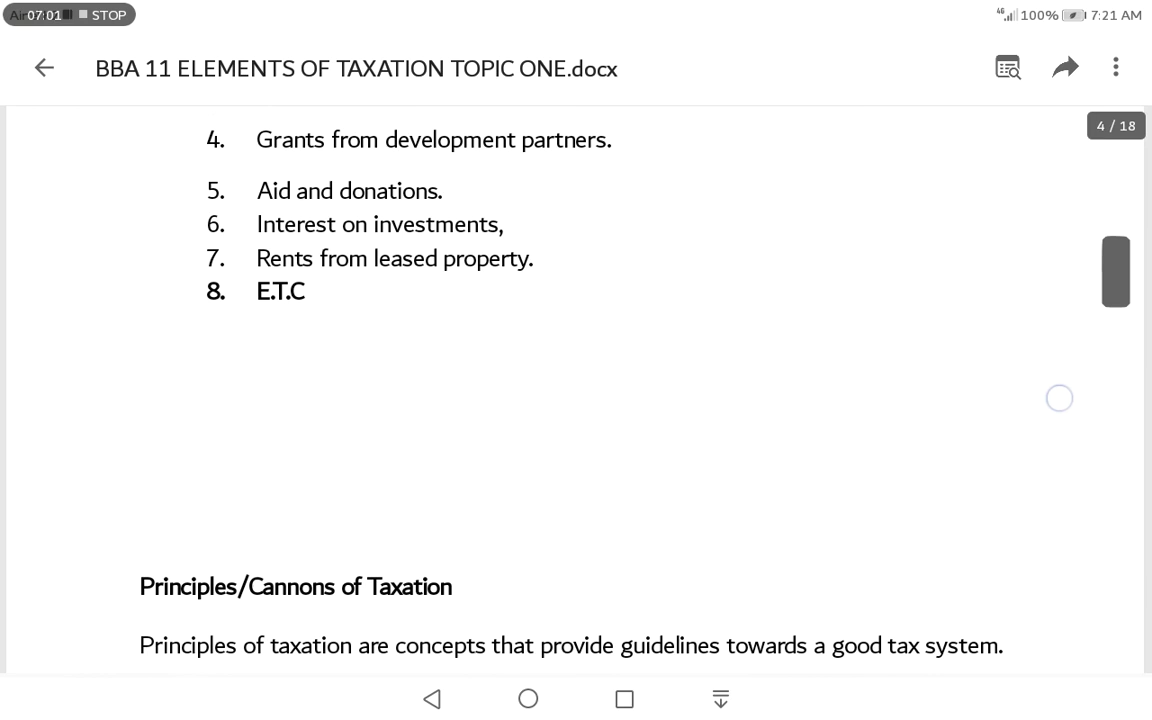 07:01 STOP
4G 100% 7:21 AM
BBA 11 ELEMENTS OF TAXATION TOPIC ONE.docx
4 / 18
4. Grants from development partners.
5. Aid and donations.
6. Interest on investments,
7. Rents from leased property.
8. E.T.C
Principles/Cannons of Taxation
Principles of taxation are concepts that provide guidelines towards a good tax system.